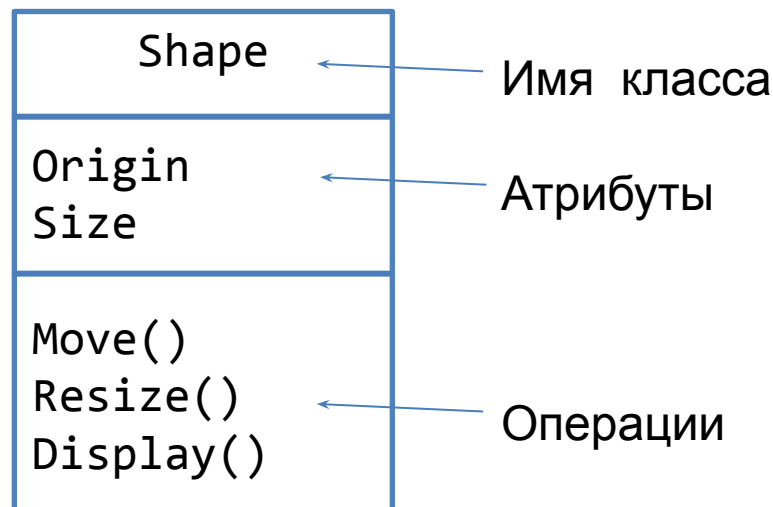 Shape
Имя класса
Origin
Size
Атрибуты
Move()
Resize()
Display()
Операции